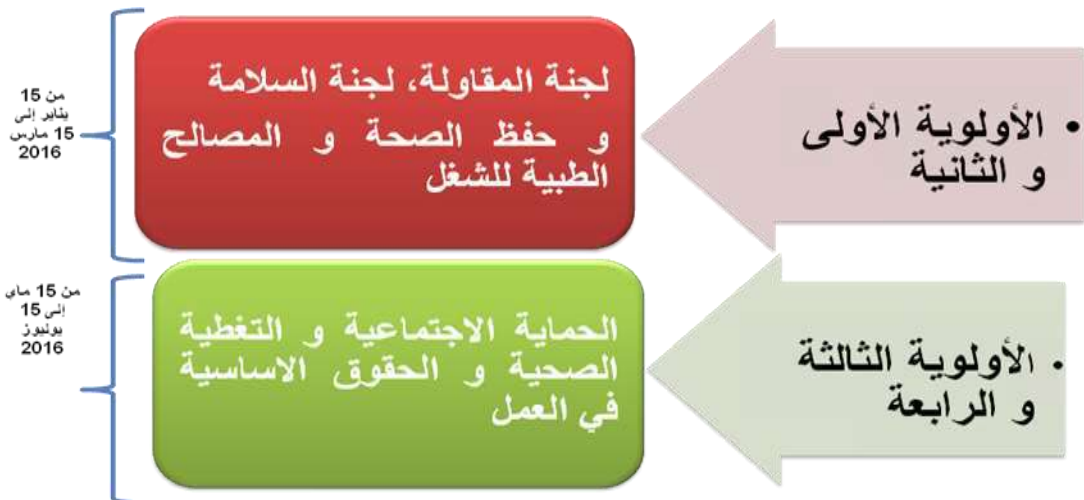 • الأولوية الأولى
و الثانية
لجنة المقاولة، لجنة السلامة
و حفظ الصحة و المصالح
الطبية للشغل
من 15
يناير إلى
15 مارس
2016
• الأولوية الثالثة
و الرابعة
الحماية الاجتماعية و التغطية
الصحية و الحقوق الاساسية
في العمل
من 15 ماي
إلى 15
يوليوز
2016